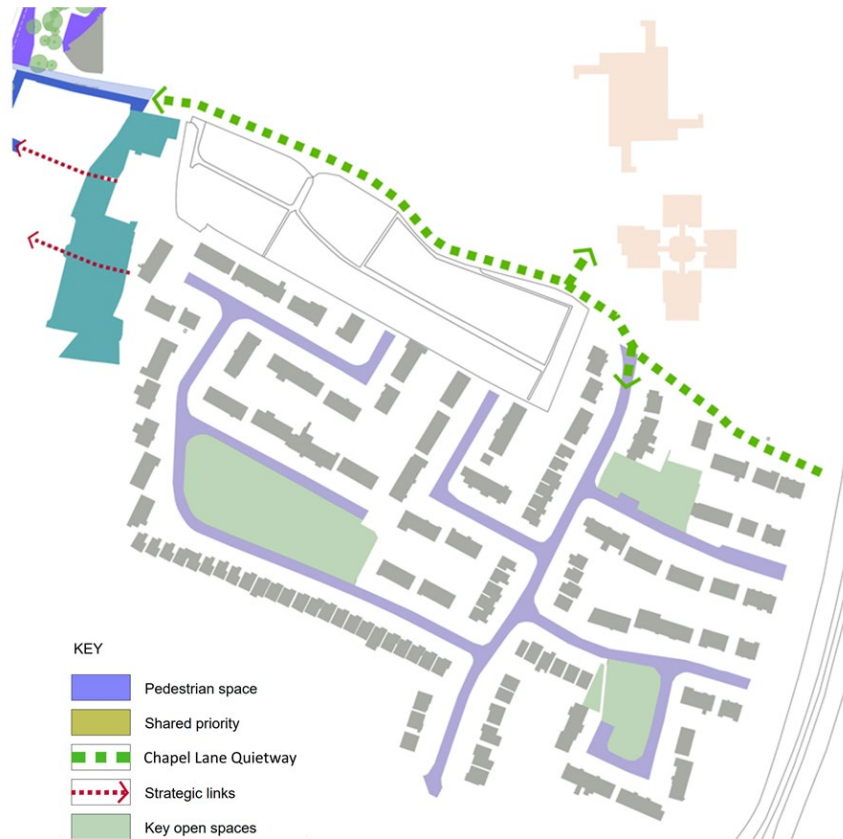 KEY
Pedestrian space
Shared priority
Chapel Lane Quietway
Strategic links
Key open spaces